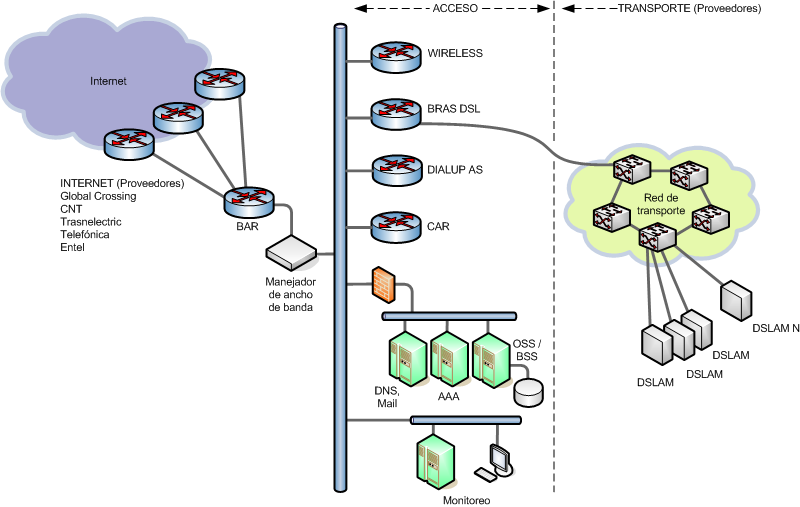 ACCESO
TRANSPORTE (Proveedores)
Internet
WIRELESS
BRAS DSL
DIALUP AS
CAR
INTERNET (Proveedores)
Global Crossing
CNT
Trasnelectric
Telefónica
Entel
BAR
Manejador
de ancho
de banda
Red de
transporte
DSLAM N
DSLAM
DSLAM
DSLAM
OSS /
BSS
DNS,
Mail
AAA
Monitoreo